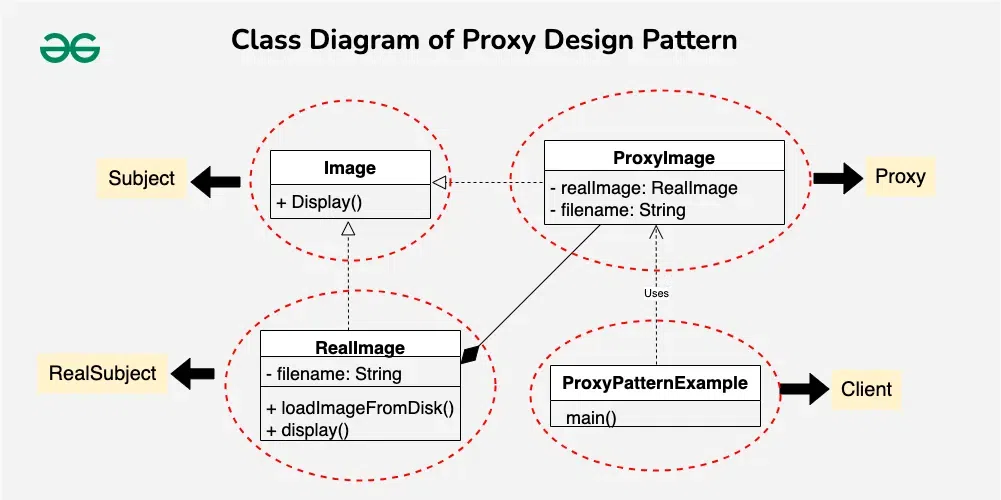 Class Diagram of Proxy Design Pattern
Subject
Image
+ Display()
ProxyImage
- realImage: RealImage
- filename: String
Proxy
Uses
RealSubject
RealImage
- filename: String
+ loadImageFromDisk()
+ display()
ProxyPatternExample
main()
Client